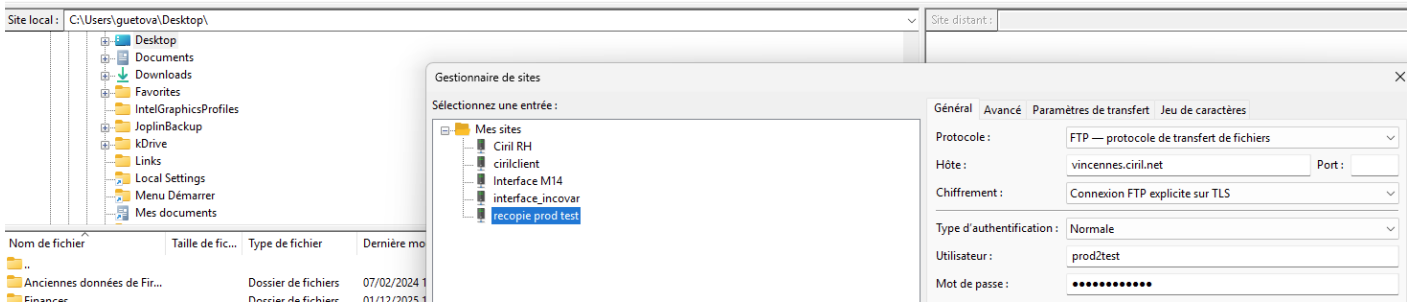 Site local : C:\Users\guetova\Desktop\
Site distant :
Desktop
Documents
Downloads
Favorites
IntelGraphicsProfiles
JoplinBackup
kDrive
Links
Local Settings
Menu Démarrer
Mes documents
Nom de fichier Taille de fic... Type de fichier Dernière mo
..
Anciennes données de Fir... Dossier de fichiers 07/02/2024 1
Finances Dossier de fichiers 01/12/2025 1
Gestionnaire de sites
Sélectionnez une entrée :
Mes sites
Ciril RH
cirilclient
Interface M14
interface_incovar
recopie prod test
Général Avancé Paramètres de transfert Jeu de caractères
Protocole : FTP — protocole de transfert de fichiers
Hôte : vincennes.ciril.net Port :
Chiffrement : Connexion FTP explicite sur TLS
Type d'authentification : Normale
Utilisateur : prod2test
Mot de passe : ●●●●●●●●●●●●